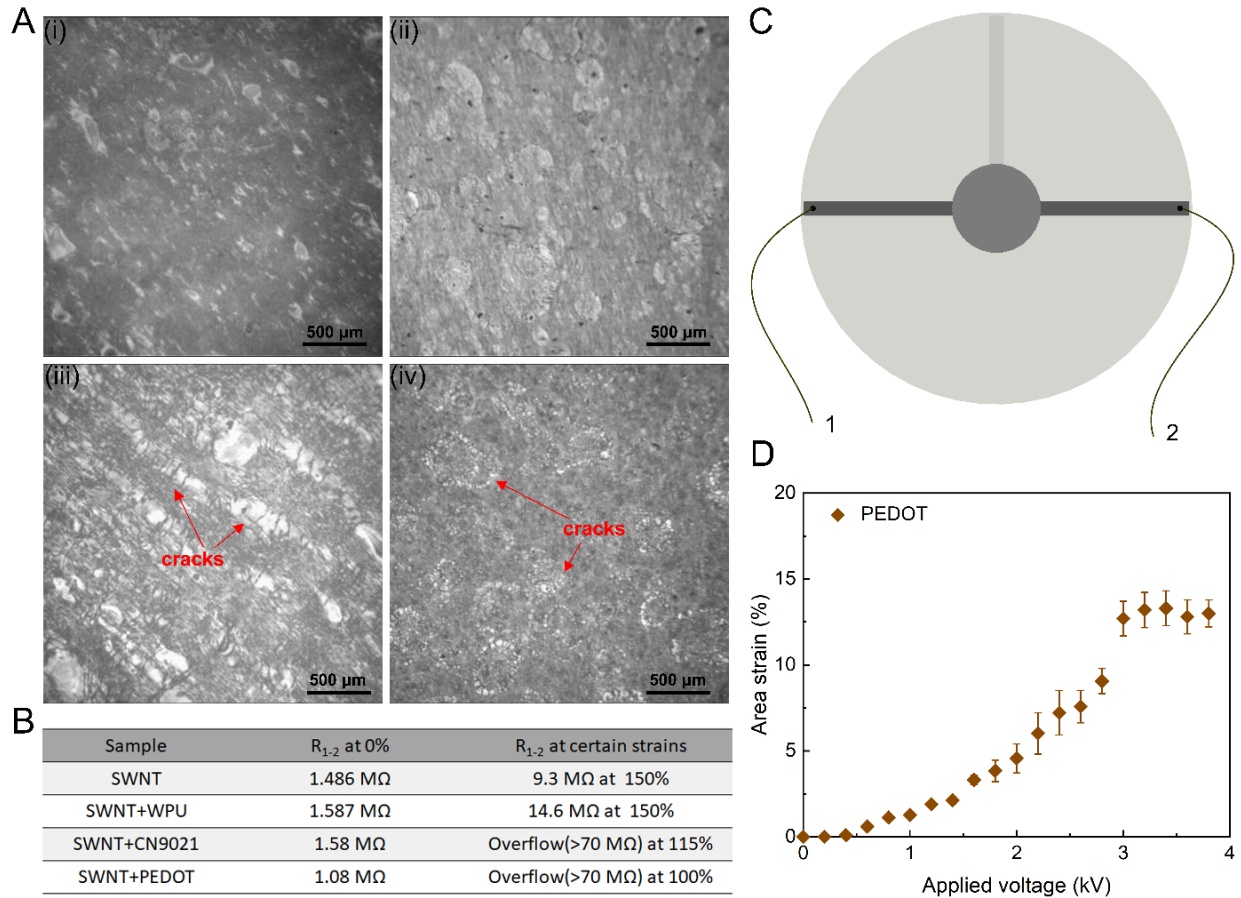 A
(i)
(ii)
500 µm
500 µm
(iii)
(iv)
cracks
cracks
500 µm
500 µm
B
Sample R1-2 at 0% R1-2 at certain strains
SWNT 1.486 MΩ 9.3 MΩ at 150%
SWNT+WPU 1.587 MΩ 14.6 MΩ at 150%
SWNT+CN9021 1.58 MΩ Overflow(>70 MΩ) at 115%
SWNT+PEDOT 1.08 MΩ Overflow(>70 MΩ) at 100%
C
1
2
D
PEDOT
20
15
10
5
0
0 1 2 3 4
Area strain (%)
Applied voltage (kV)